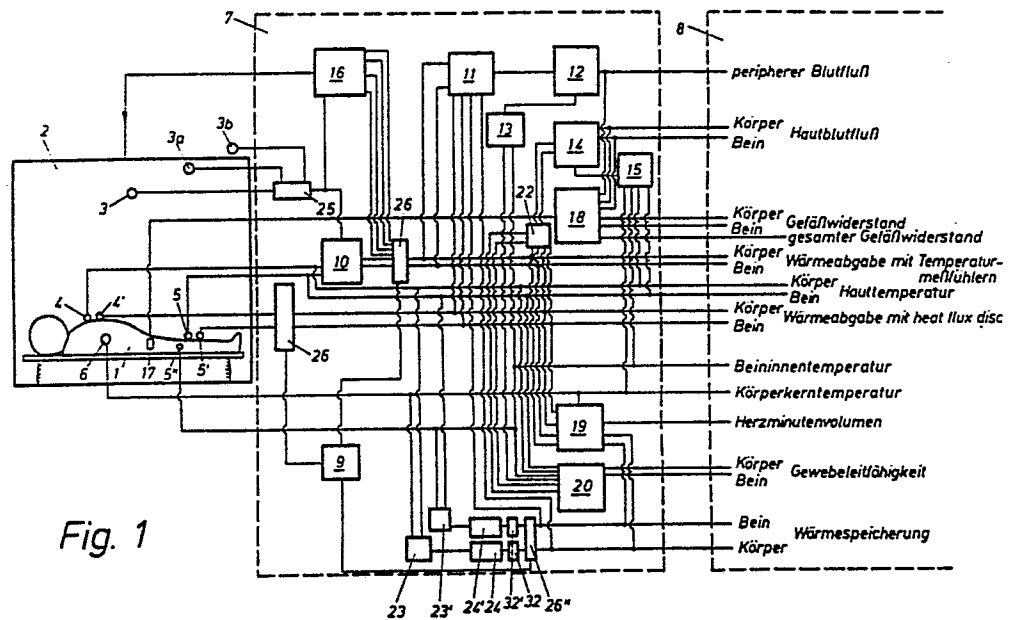 7
8
16
11
12
peripherer Blutfluß
2
3b
3a
13
14
Körper
Bein
Hautblutfluß
15
3
25
22
26
18
Körper
Bein
Gefäßwiderstand
gesamter Gefäßwiderstand
10
Körper
Bein
Wärmeabgabe mit Temperatur-
meßfühlern
Körper
Bein
Hauttemperatur
4
4'
5
Körper
Bein
Wärmeabgabe mit heat flux disc
26
6
1'
17
5"
5'
Beininnentemperatur
Körperkerntemperatur
19
Herzminutenvolumen
9
20
Körper
Bein
Gewebeleitfähigkeit
Fig. 1
Bein
Wärmespeicherung
Körper
23
23'
24'
24
32'
32
26"